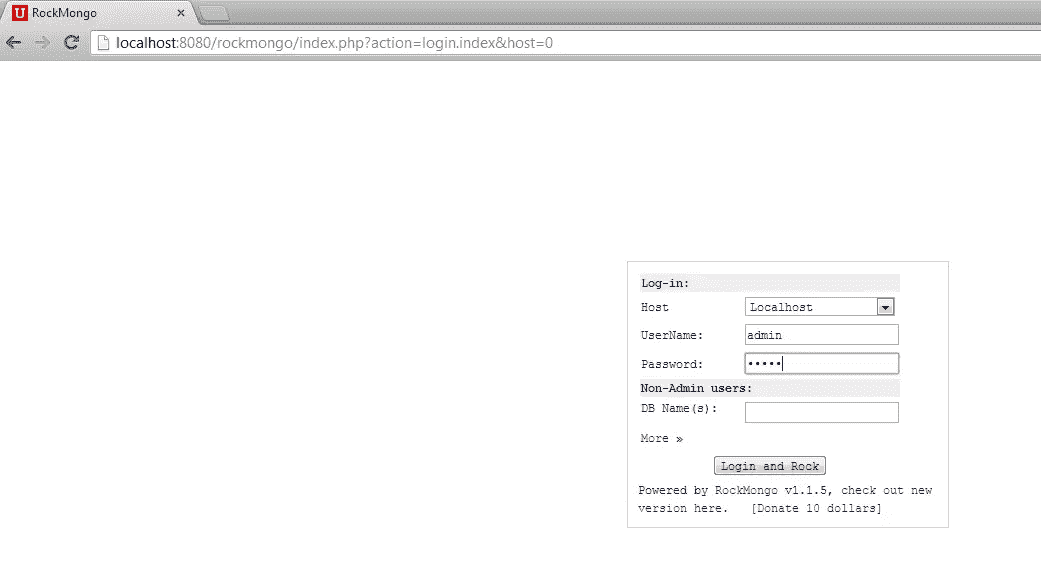 U RockMongo
localhost:8080/rockmongo/index.php?action=login.index&host=0
Log-in:
Host Localhost
UserName: admin
Password: •••••
Non-Admin users:
DB Name(s):
More »
Login and Rock
Powered by RockMongo v1.1.5, check out new
version here. [Donate 10 dollars]